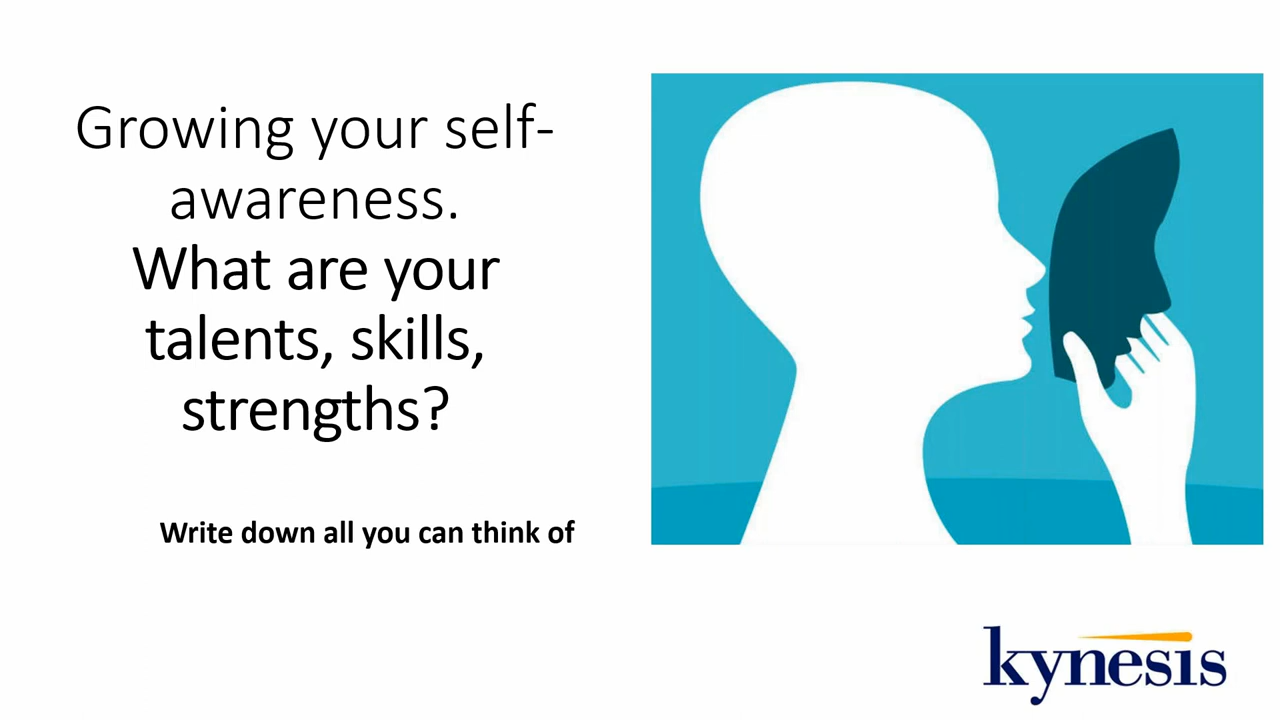 Growing your self-
awareness.
What are your
talents, skills,
strengths?
Write down all you can think of
kynesis